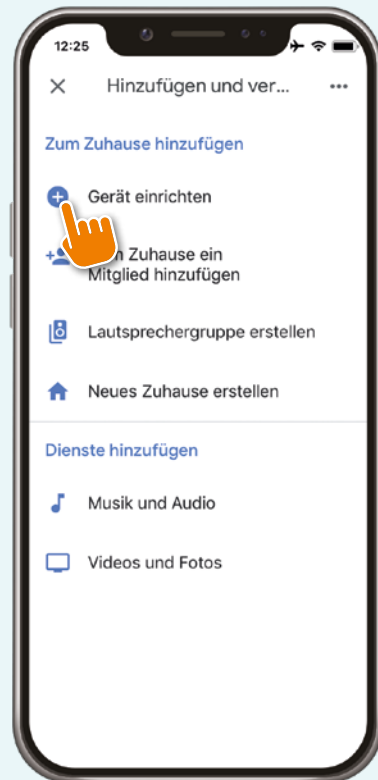 12:25
Hinzufügen und ver...
Zum Zuhause hinzufügen
Gerät einrichten
Zuhause ein
Mitglied hinzufügen
Lautsprechergruppe erstellen
Neues Zuhause erstellen
Dienste hinzufügen
Musik und Audio
Videos und Fotos